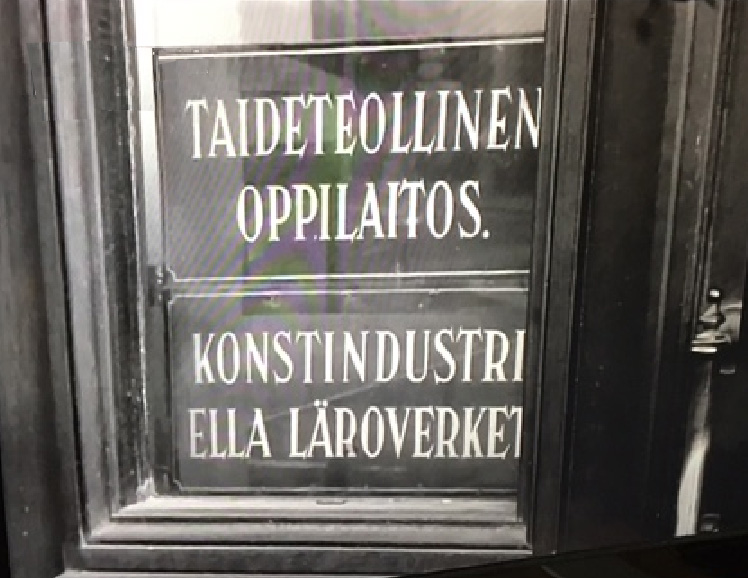 TAIDETEOLLINEN
OPPILAITOS.
KONSTINDUSTRI
ELLA LÄROVERKET